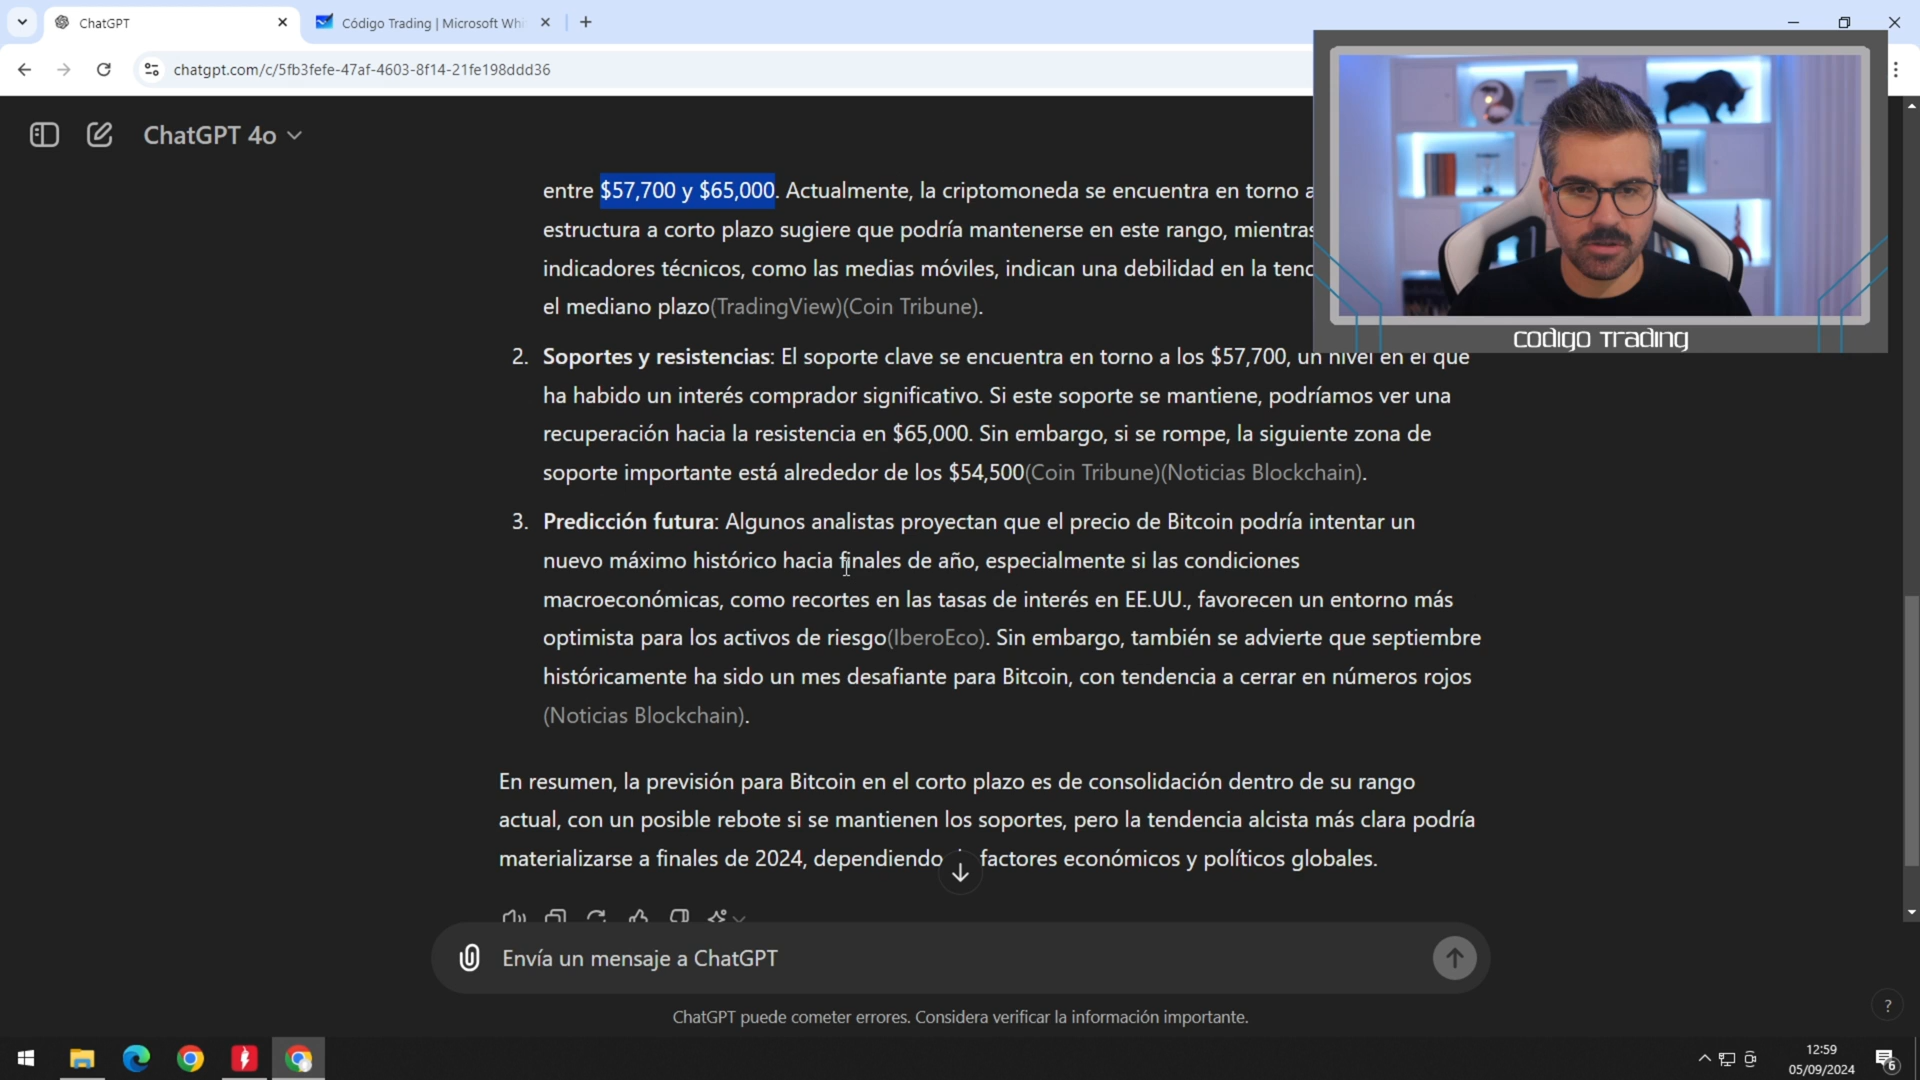 ChatGPT
Código Trading | Microsoft Whi
chatgpt.com/c/5fb3fefe-47af-4603-8f14-21fe198ddd36
ChatGPT 4o
entre $57,700 y $65,000. Actualmente, la criptomoneda se encuentra en torno a
estructura a corto plazo sugiere que podría mantenerse en este rango, mientras
indicadores técnicos, como las medias móviles, indican una debilidad en la tend
el mediano plazo(TradingView)(Coin Tribune).
CODIGO TRADING
2. Soportes y resistencias: El soporte clave se encuentra en torno a los $57,700, un nivel en el que
ha habido un interés comprador significativo. Si este soporte se mantiene, podríamos ver una
recuperación hacia la resistencia en $65,000. Sin embargo, si se rompe, la siguiente zona de
soporte importante está alrededor de los $54,500(Coin Tribune)(Noticias Blockchain).
3. Predicción futura: Algunos analistas proyectan que el precio de Bitcoin podría intentar un
nuevo máximo histórico hacia finales de año, especialmente si las condiciones
macroeconómicas, como recortes en las tasas de interés en EE.UU., favorecen un entorno más
optimista para los activos de riesgo(IberoEco). Sin embargo, también se advierte que septiembre
históricamente ha sido un mes desafiante para Bitcoin, con tendencia a cerrar en números rojos
(Noticias Blockchain).
En resumen, la previsión para Bitcoin en el corto plazo es de consolidación dentro de su rango
actual, con un posible rebote si se mantienen los soportes, pero la tendencia alcista más clara podría
materializarse a finales de 2024, dependiendo factores económicos y políticos globales.
Envía un mensaje a ChatGPT
ChatGPT puede cometer errores. Considera verificar la información importante.
?
12:59
05/09/2024
6